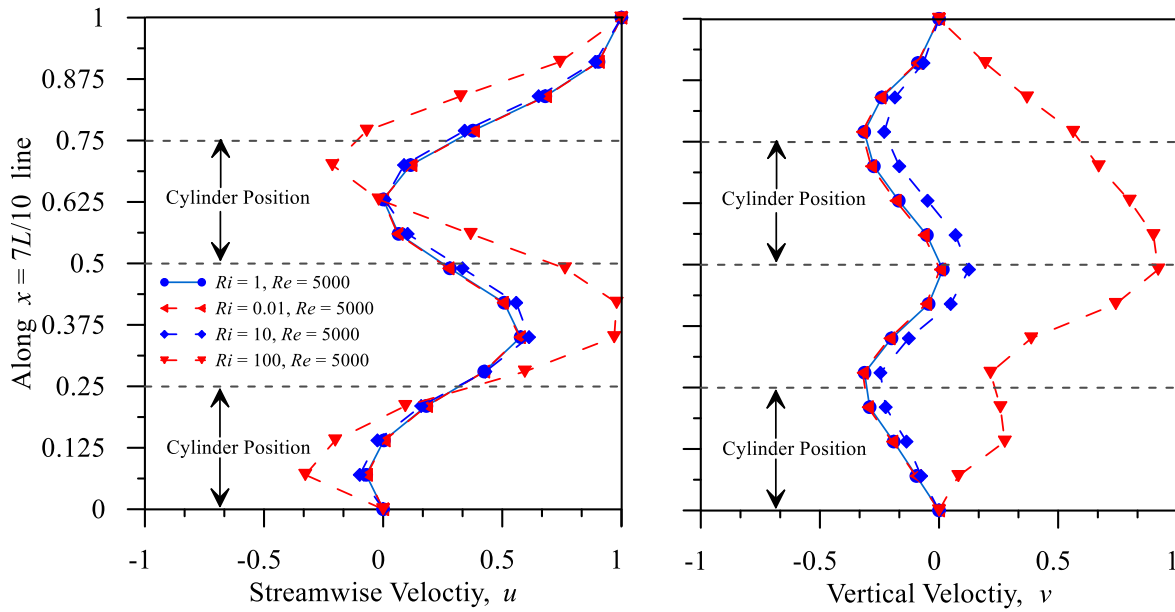 Along x = 7L/10 line
1
0.875
0.75
0.625
0.5
0.375
0.25
0.125
0
Cylinder Position
Ri = 1, Re = 5000
Ri = 0.01, Re = 5000
Ri = 10, Re = 5000
Ri = 100, Re = 5000
Cylinder Position
-1 -0.5 0 0.5 1
Streamwise Veloctiy, u
Cylinder Position
Cylinder Position
-1 -0.5 0 0.5 1
Vertical Veloctiy, v